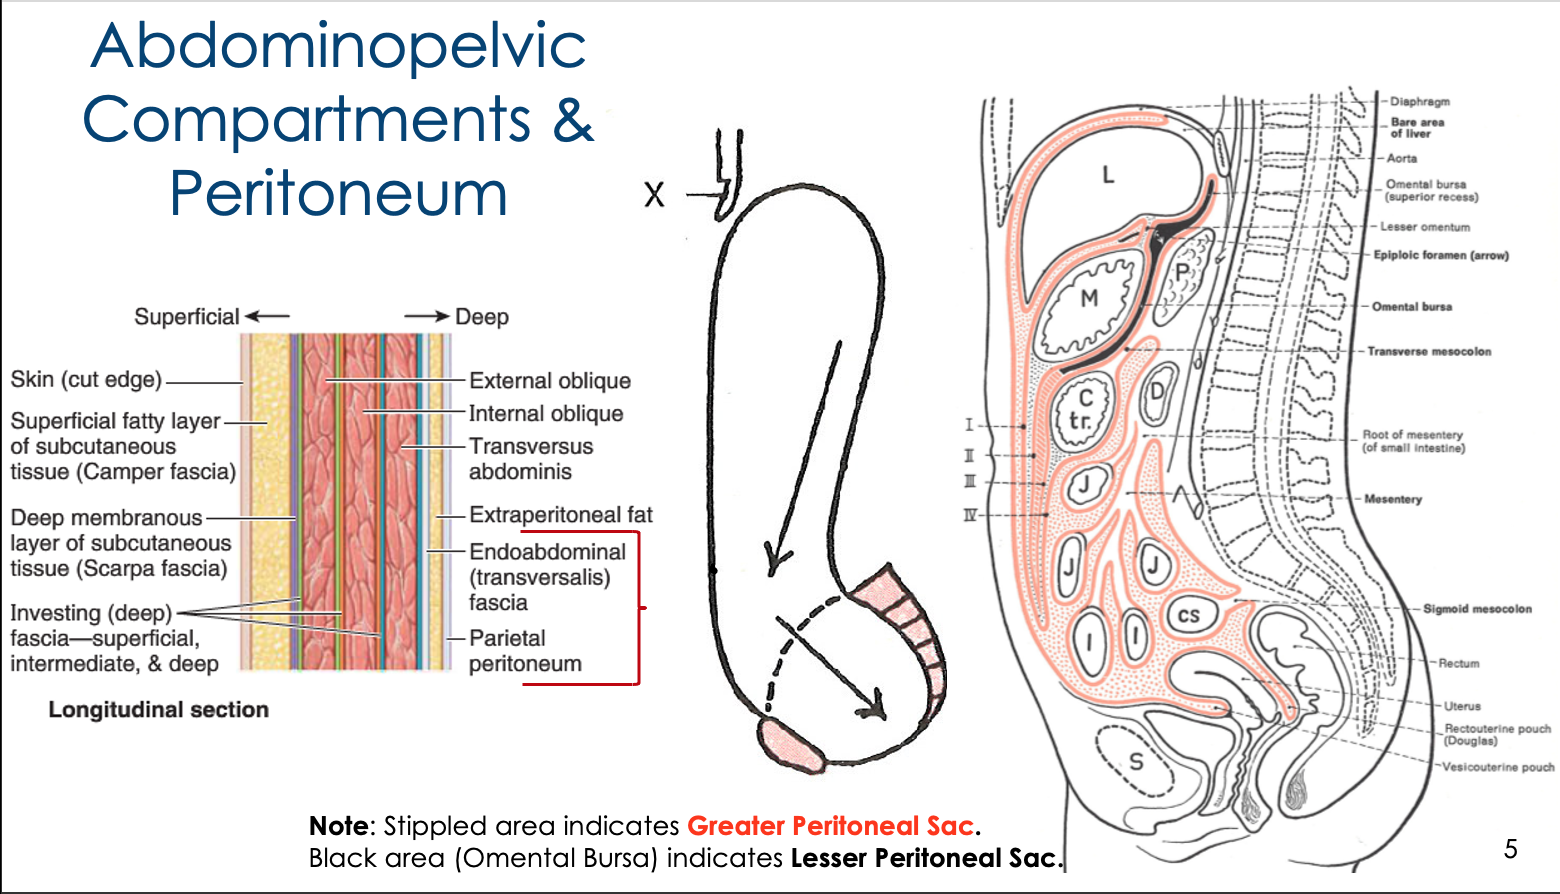 Abdominopelvic
Compartments &
Peritoneum
Superficial
Deep
Skin (cut edge)
Superficial fatty layer
of subcutaneous
tissue (Camper fascia)
Deep membranous
layer of subcutaneous
tissue (Scarpa fascia)
Investing (deep)
fascia—superficial,
intermediate, & deep
External oblique
Internal oblique
Transversus
abdominis
Extraperitoneal fat
Endoabdominal
(transversalis)
fascia
Parietal
peritoneum
Longitudinal section
X
L
M
P
C
tr.
D
J
J
J
I
I
cs
S
d
I
II
III
IV
Diaphragm
Bare area
of liver
Aorta
Omental bursa
(superior recess)
Lesser omentum
Epiploic foramen (arrow)
Omental bursa
Transverse mesocolon
Root of mesentery
(of small intestine)
Mesentery
Sigmoid mesocolon
Rectum
Uterus
Rectouterine pouch
(Douglas)
Vesicouterine pouch
Note: Stippled area indicates Greater Peritoneal Sac.
Black area (Omental Bursa) indicates Lesser Peritoneal Sac.
5